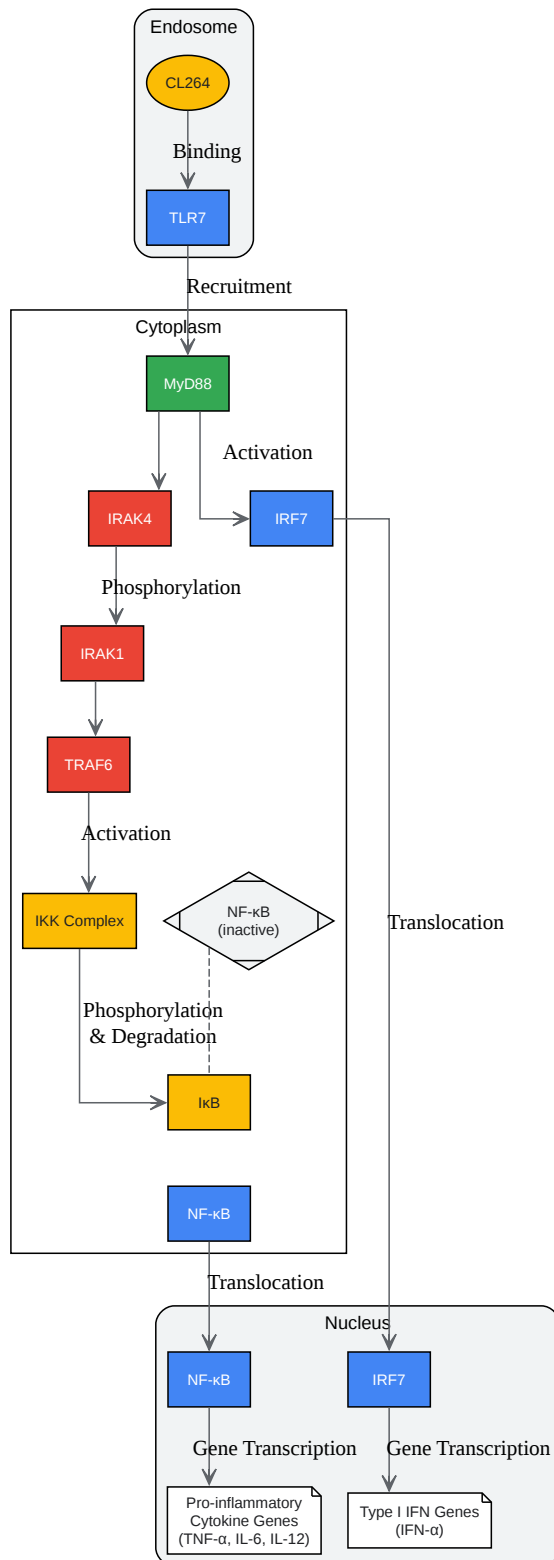 Endosome
CL264
Binding
TLR7
Recruitment
Cytoplasm
MyD88
Activation
IRAK4
IRF7
Phosphorylation
IRAK1
TRAF6
Activation
IKK Complex
NF-κB
(inactive)
Translocation
Phosphorylation
& Degradation
IκB
NF-κB
Translocation
Nucleus
NF-κB
IRF7
Gene Transcription
Gene Transcription
Pro-inflammatory
Cytokine Genes
(TNF-α, IL-6, IL-12)
Type I IFN Genes
(IFN-α)